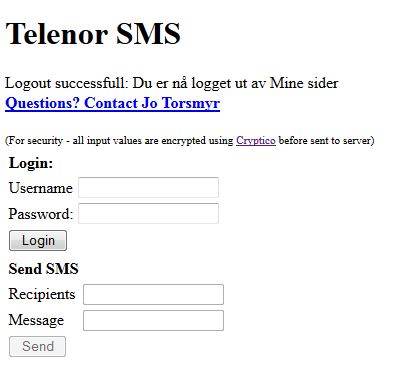 Telenor SMS
Logout successfull: Du er nå logget ut av Mine sider
Questions? Contact Jo Torsmyr
(For security - all input values are encrypted using Cryptico before sent to server)
Login:
Username
Password:
Login
Send SMS
Recipients
Message
Send